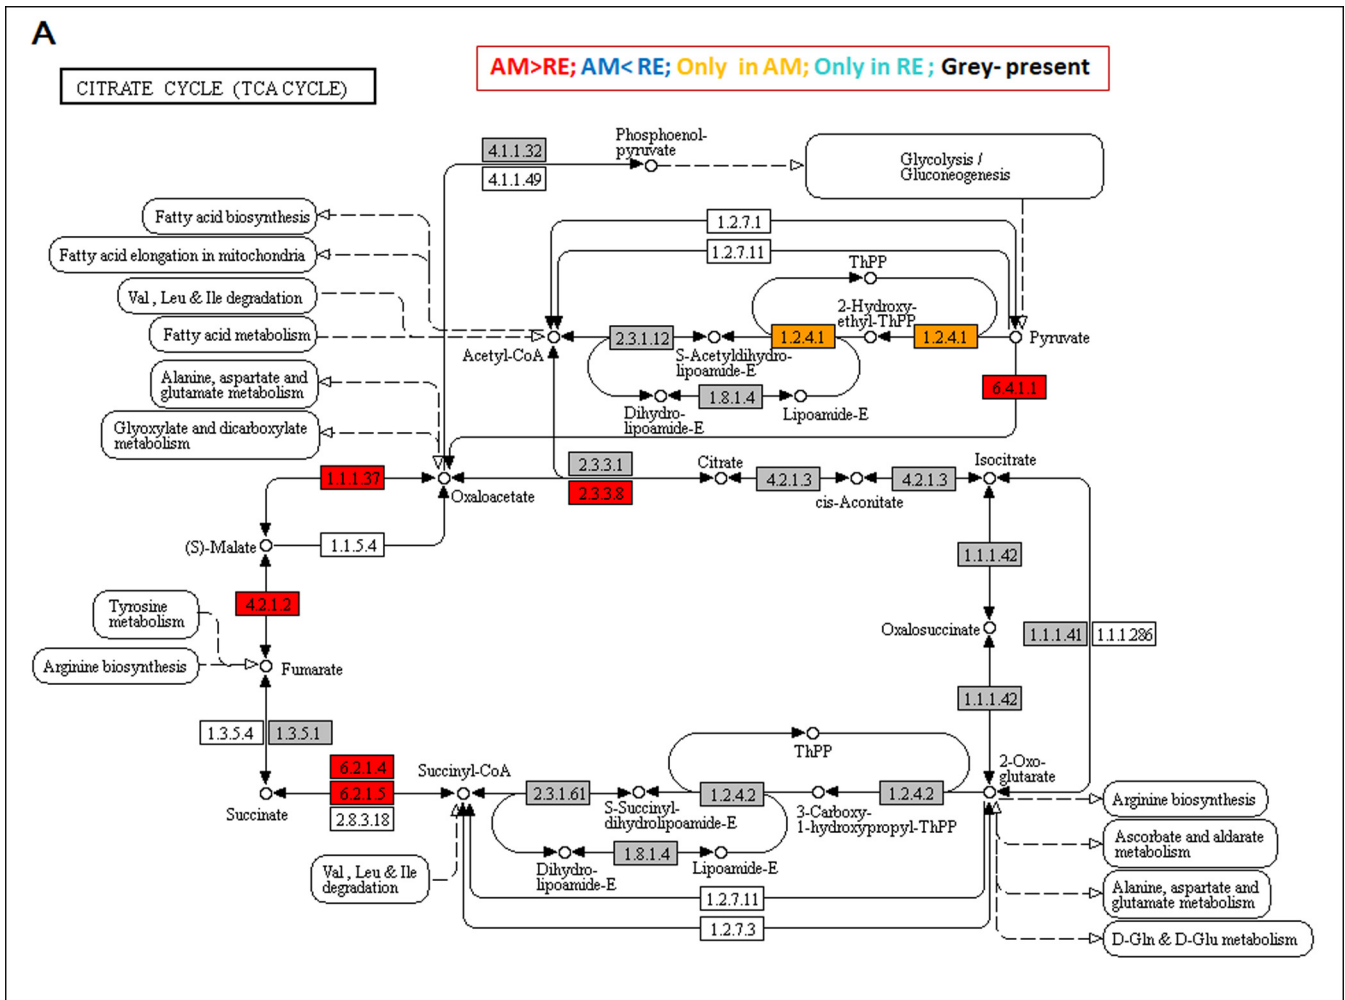 A
AM>RE; AM< RE; Only in AM; Only in RE ; Grey- present
CITRATE CYCLE (TCA CYCLE)
Phosphoenol-
pyruvate
4.1.1.32
4.1.1.49
Glycolysis /
Gluconeogenesis
Fatty acid biosynthesis
Fatty acid elongation in mitochondria
Val, Leu & Ile degradation
Fatty acid metabolism
Alanine, aspartate and
glutamate metabolism
Glyoxylate and dicarboxylate
metabolism
1.2.7.1
1.2.7.11
ThPP
2-Hydroxy-
ethyl-ThPP
Acetyl-CoA
2.3.1.12
S-Acetyldihydro-
lipoamide-E
1.2.4.1
1.2.4.1
Pyruvate
Dihydro-
lipoamide-E
1.8.1.4
Lipoamide-E
6.4.1.1
1.1.1.37
Oxaloacetate
2.3.3.1
2.3.3.8
Citrate
4.2.1.3
cis-Aconitate
4.2.1.3
Isocitrate
(S)-Malate
1.1.5.4
1.1.1.42
4.2.1.2
Tyrosine
metabolism
Oxalosuccinate
1.1.1.41
1.1.1.286
Arginine biosynthesis
Fumarate
1.1.1.42
1.3.5.4
1.3.5.1
ThPP
6.2.1.4
6.2.1.5
2.8.3.18
Succinate
Succinyl-CoA
2.3.1.61
S-Succinyl-
dihydrolipoamide-E
1.2.4.2
3-Carboxy-
1-hydroxypropyl-ThPP
1.2.4.2
2-Oxo-
glutarate
Val, Leu & Ile
degradation
Dihydro-
lipoamide-E
1.8.1.4
Lipoamide-E
1.2.7.11
1.2.7.3
Arginine biosynthesis
Ascorbate and aldarate
metabolism
Alanine, aspartate and
glutamate metabolism
D-Gln & D-Glu metabolism